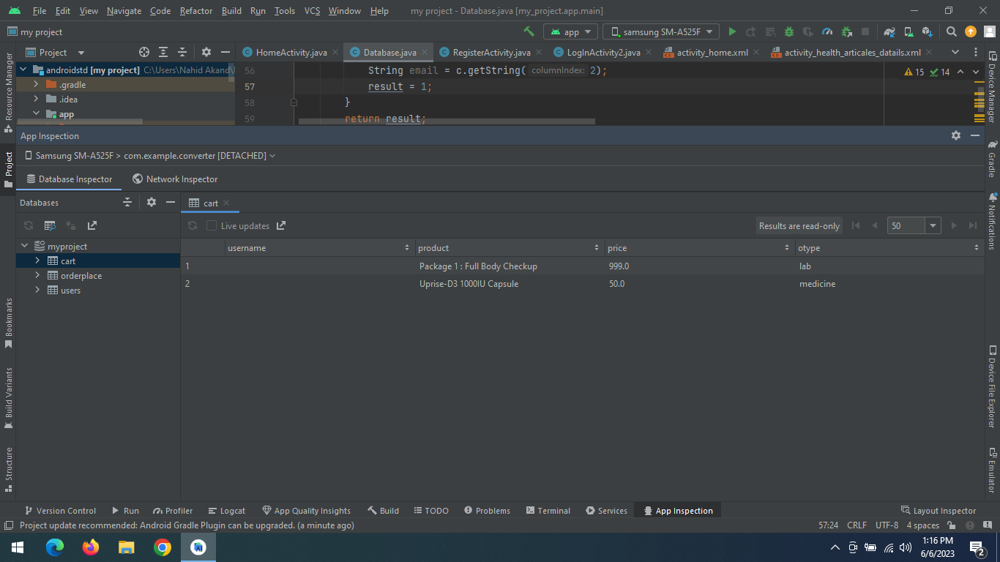 File Edit View Navigate Code Refactor Build Run Tools VCS Window Help my project - Database.java [my_project.app.main]
my project app samsung SM-A525F
Project HomeActivity.java Database.java RegisterActivity.java LogInActivity2.java activity_home.xml activity_health_articales_datails.xml
androidstd [my project] C:\Users\Nahid Akand\
.gradle
.idea
app
56 String email = c.getString( columnIndex: 2);
57 result = 1;
58 }
59 return result;
15 14
App Inspection
Samsung SM-A525F > com.example.converter [DETACHED]
Database Inspector Network Inspector
Databases cart
Live updates Results are read-only 50
myproject
cart
orderplace
users
username product price otype
1 Package 1 : Full Body Checkup 999.0 lab
2 Uprise-D3 1000IU Capsule 50.0 medicine
Resource Manager
Project
Bookmarks
Build Variants
Structure
Device Manager
Gradle
Notifications
Device File Explorer
Emulator
Version Control Run Profiler Logcat App Quality Insights Build TODO Problems Terminal Services App Inspection Layout Inspector
Project update recommended: Android Gradle Plugin can be upgraded. (a minute ago) 57:24 CRLF UTF-8 4 spaces
1:16 PM
6/6/2023
2